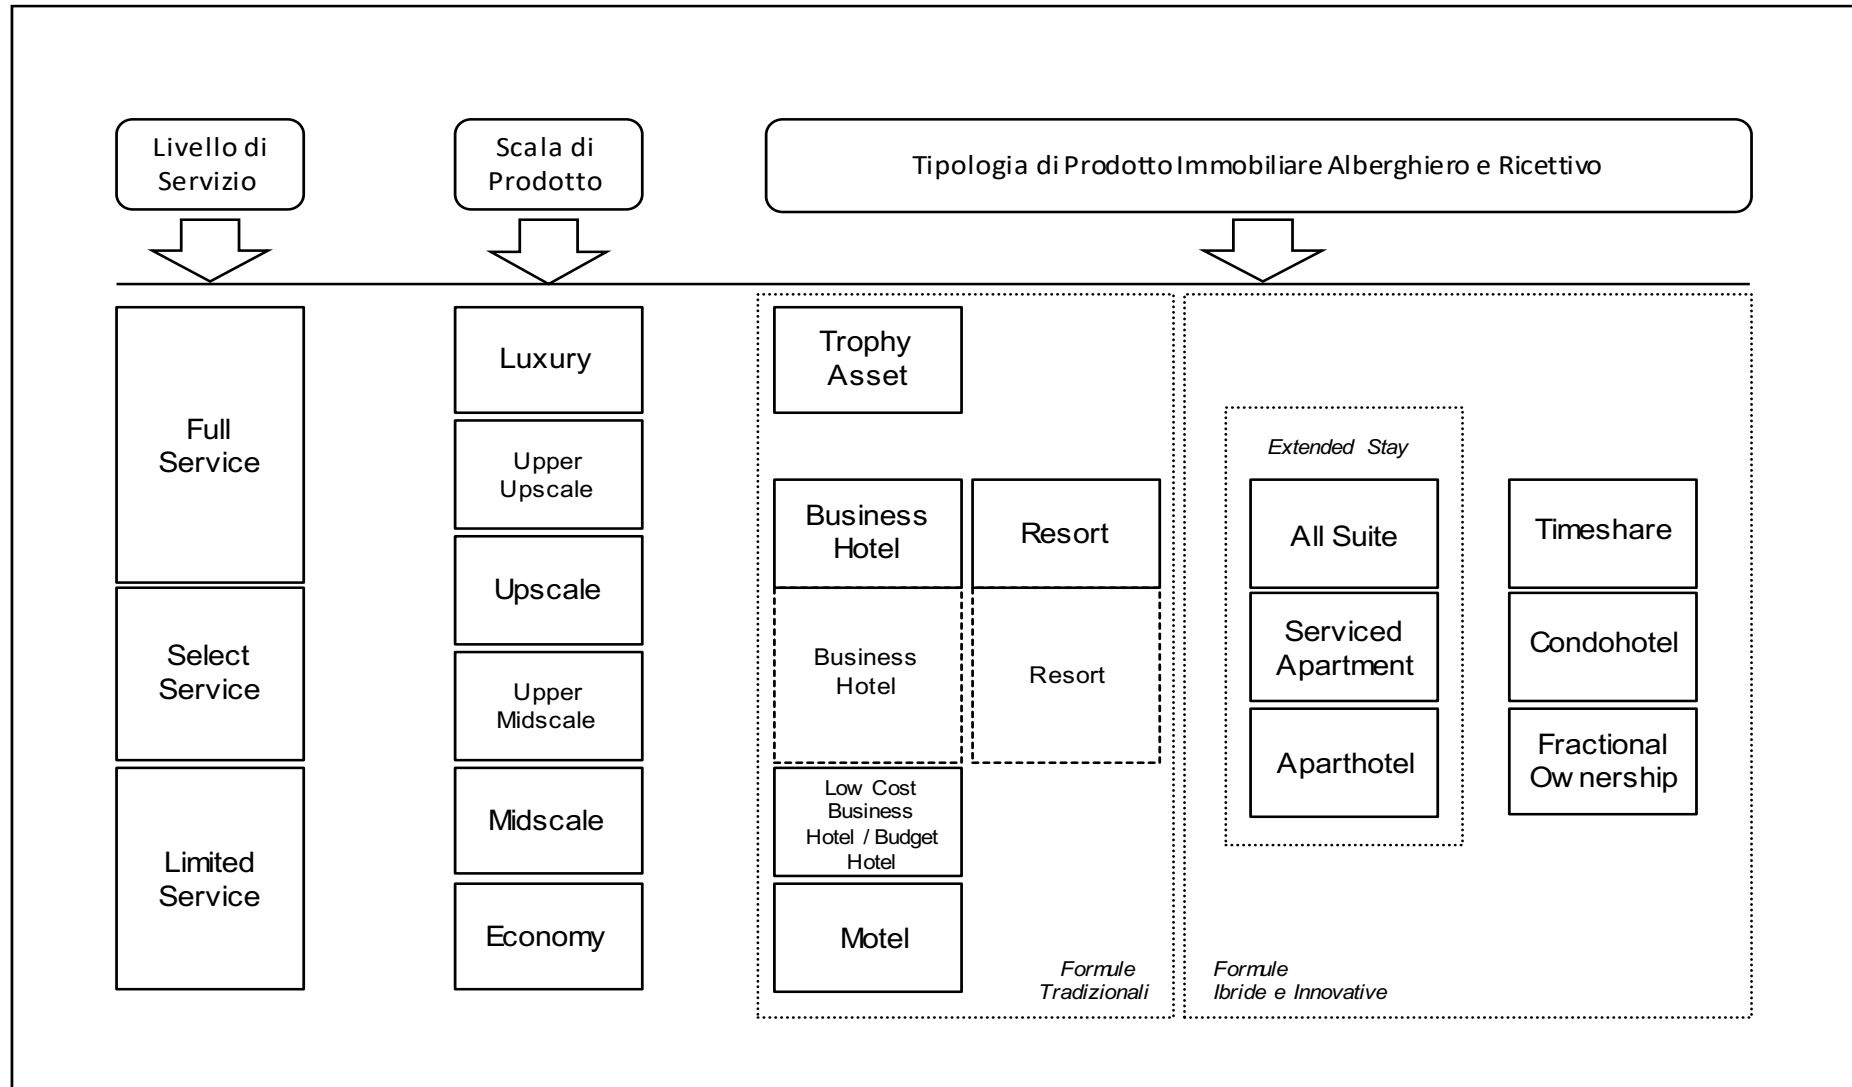 Livello di
Servizio
Scala di
Prodotto
Tipologia di Prodotto Immobiliare Alberghiero e Ricettivo
Full
Service
Select
Service
Limited
Service
Luxury
Upper
Upscale
Upscale
Upper
Midscale
Midscale
Economy
Trophy
Asset
Business
Hotel
Resort
Business
Hotel
Resort
Low Cost
Business
Hotel / Budget
Hotel
Motel
Formule
Tradizionali
Extended Stay
All Suite
Serviced
Apartment
Aparthotel
Timeshare
Condohotel
Fractional
Ownership
Formule
Ibride e Innovative